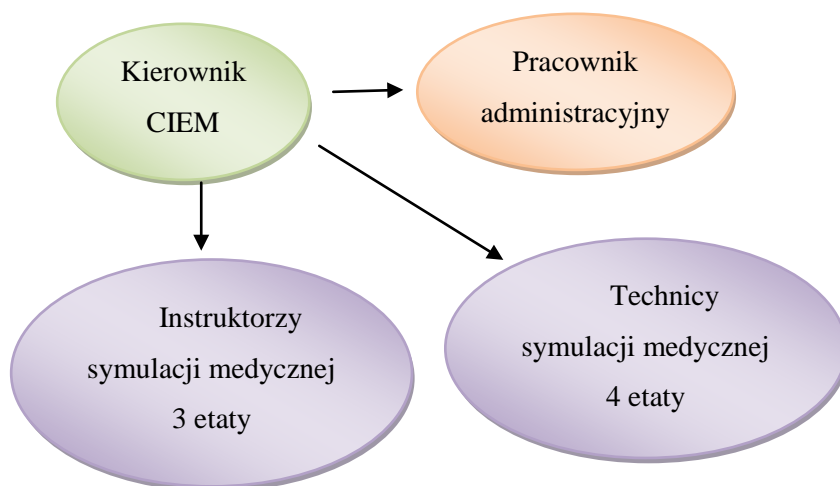 Kierownik
CIEM
Pracownik
administracyjny
Instruktorzy
symulacji medycznej
3 etaty
Technicy
symulacji medycznej
4 etaty